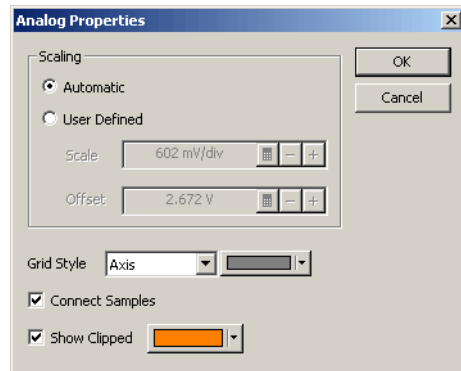 Analog Properties
Scaling
Automatic
User Defined
Scale 602 mV/div - +
Offset 2.672 V - +
OK
Cancel
Grid Style Axis
Connect Samples
Show Clipped